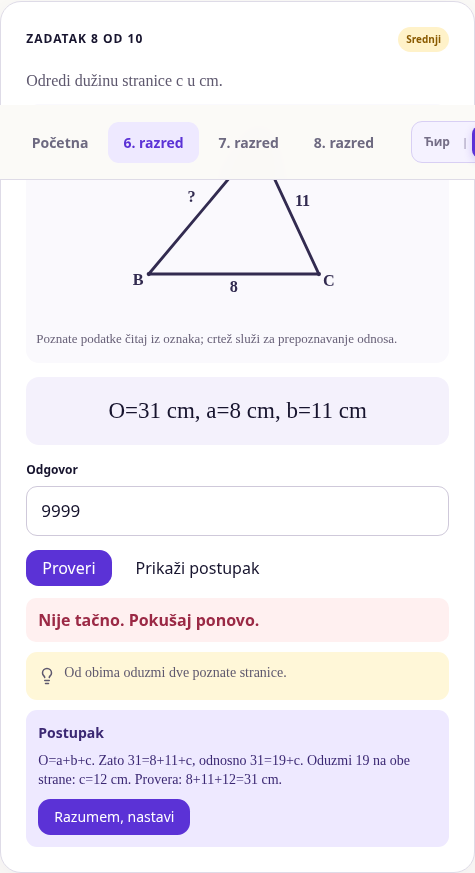 ZADATAK 8 OD 10
Srednji
Odredi dužinu stranice c u cm.
Početna
6. razred
7. razred
8. razred
Ћир |
?
11
B
C
8
Poznate podatke čitaj iz oznaka; crtež služi za prepoznavanje odnosa.
O=31 cm, a=8 cm, b=11 cm
Odgovor
9999
Proveri
Prikaži postupak
Nije tačno. Pokušaj ponovo.
Od obima oduzmi dve poznate stranice.
Postupak
O=a+b+c. Zato 31=8+11+c, odnosno 31=19+c. Oduzmi 19 na obe
strane: c=12 cm. Provera: 8+11+12=31 cm.
Razumem, nastavi